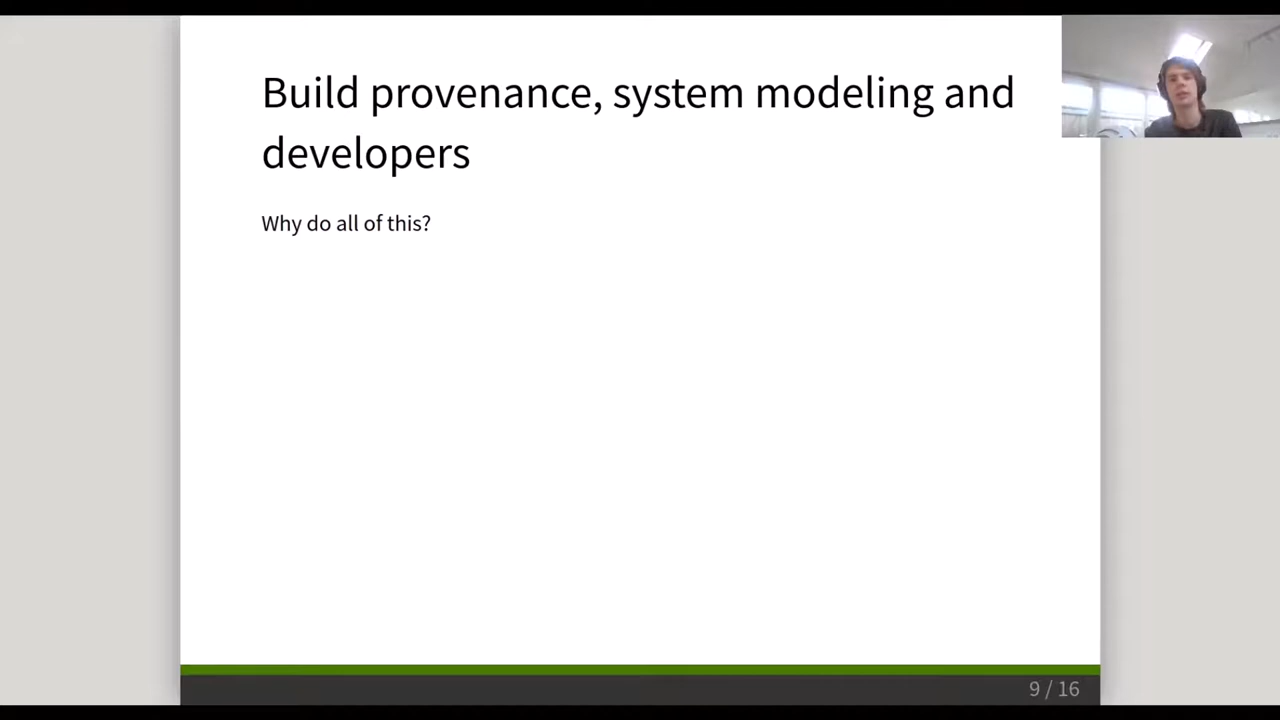 Build provenance, system modeling and
developers
Why do all of this?
9 / 16